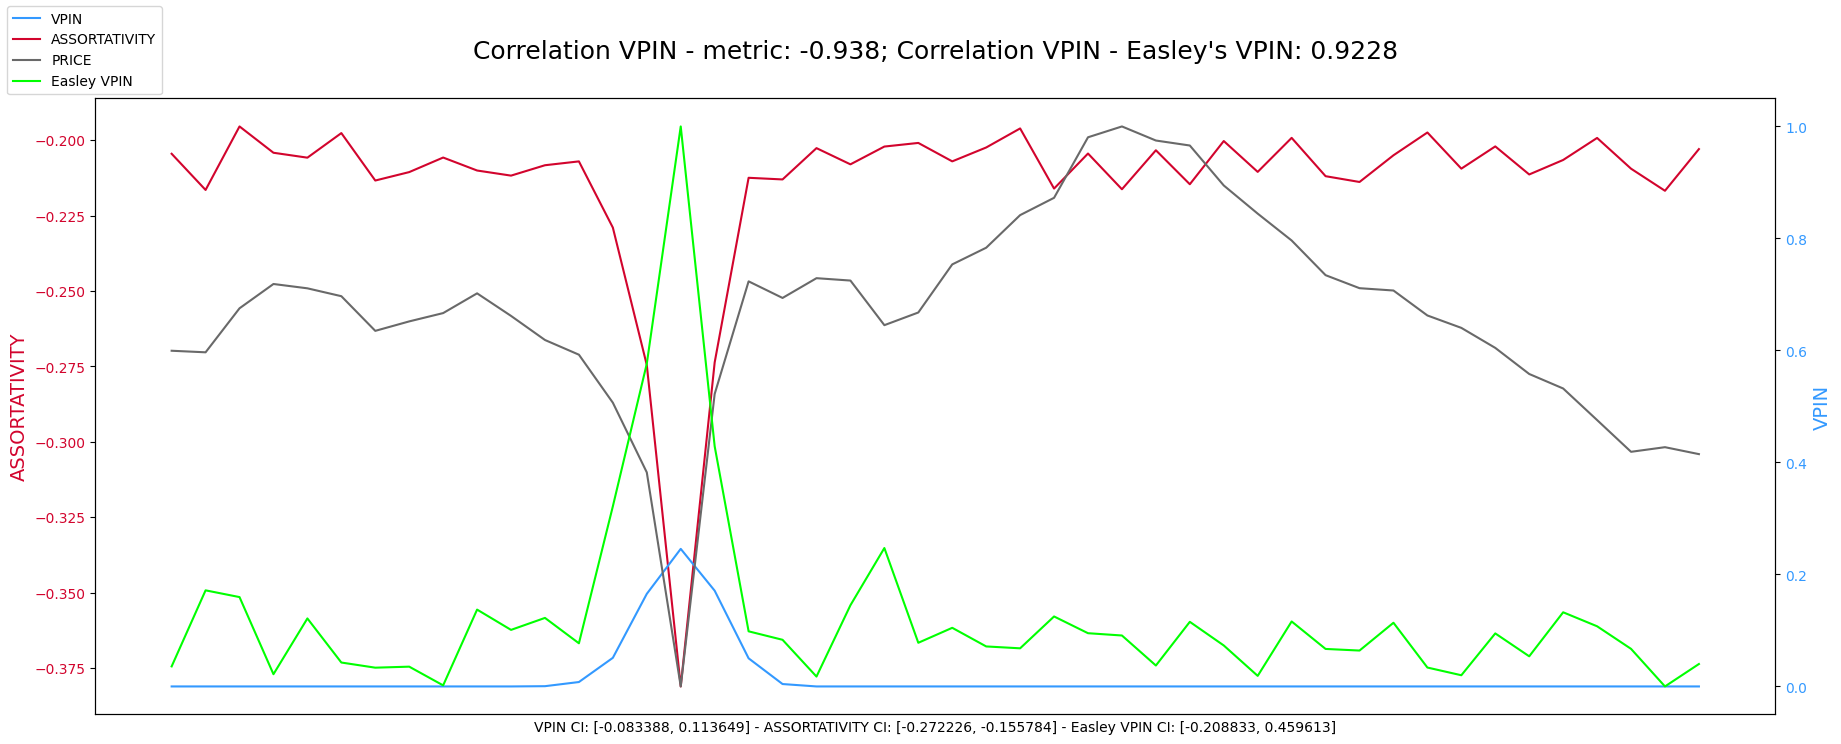 VPIN
ASSORTATIVITY
PRICE
Easley VPIN
Correlation VPIN - metric: -0.938; Correlation VPIN - Easley's VPIN: 0.9228
ASSORTATIVITY
−0.200
−0.225
−0.250
−0.275
−0.300
−0.325
−0.350
−0.375
1.0
0.8
0.6
0.4
0.2
0.0
VPIN
VPIN CI: [-0.083388, 0.113649] - ASSORTATIVITY CI: [-0.272226, -0.155784] - Easley VPIN CI: [-0.208833, 0.459613]